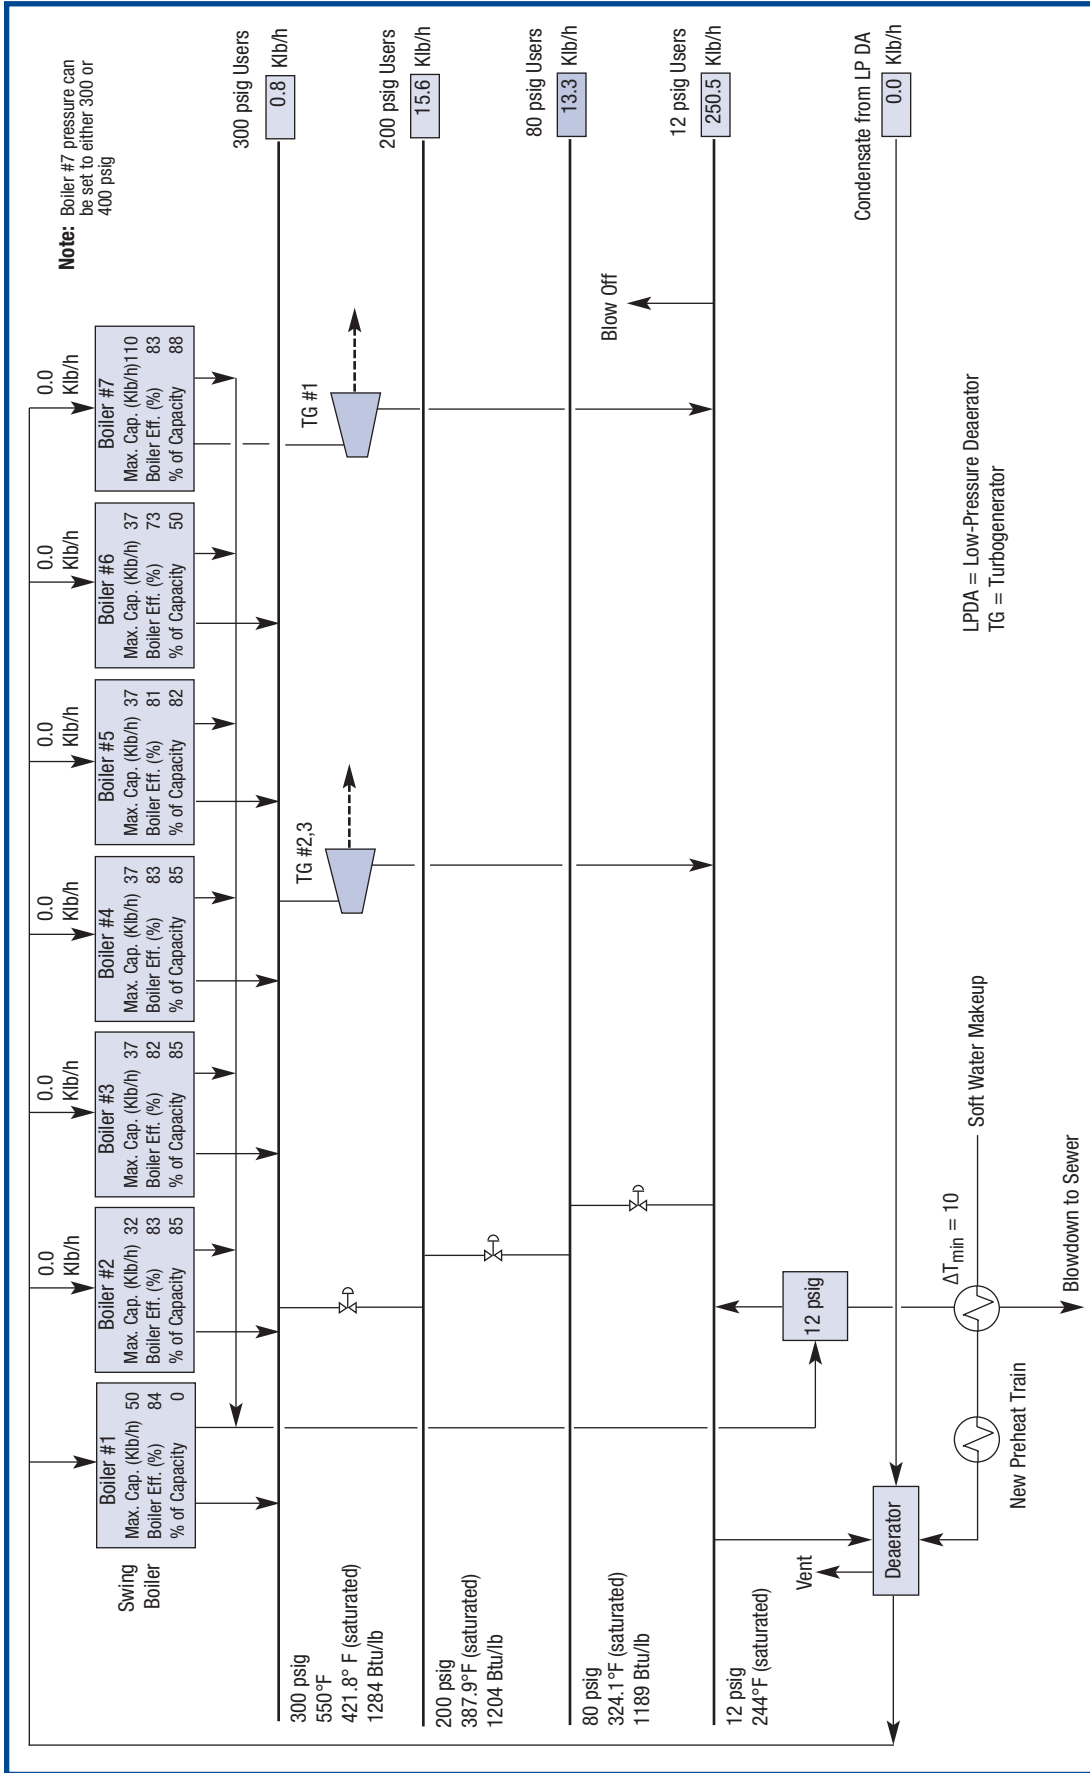 Note: Boiler #7 pressure can
be set to either 300 or
400 psig
Swing
Boiler
Boiler #1
Max. Cap. (Klb/h) 50
Boiler Eff. (%) 84
% of Capacity 0
0.0
Klb/h
Boiler #2
Max. Cap. (Klb/h) 32
Boiler Eff. (%) 83
% of Capacity 85
0.0
Klb/h
Boiler #3
Max. Cap. (Klb/h) 37
Boiler Eff. (%) 82
% of Capacity 85
0.0
Klb/h
Boiler #4
Max. Cap. (Klb/h) 37
Boiler Eff. (%) 83
% of Capacity 85
0.0
Klb/h
Boiler #5
Max. Cap. (Klb/h) 37
Boiler Eff. (%) 81
% of Capacity 82
0.0
Klb/h
Boiler #6
Max. Cap. (Klb/h) 37
Boiler Eff. (%) 73
% of Capacity 50
0.0
Klb/h
Boiler #7
Max. Cap. (Klb/h)110
Boiler Eff. (%) 83
% of Capacity 88
300 psig
550°F
421.8° F (saturated)
1284 Btu/lb
300 psig Users
0.8 Klb/h
TG #2,3
TG #1
200 psig
387.9°F (saturated)
1204 Btu/lb
200 psig Users
15.6 Klb/h
80 psig
324.1°F (saturated)
1189 Btu/lb
80 psig Users
13.3 Klb/h
Blow Off
12 psig
244°F (saturated)
12 psig Users
250.5 Klb/h
12 psig
Vent
Deaerator
Condensate from LP DA
0.0 Klb/h
ΔTmin = 10
Soft Water Makeup
New Preheat Train
Blowdown to Sewer
LPDA = Low-Pressure Deaerator
TG = Turbogenerator